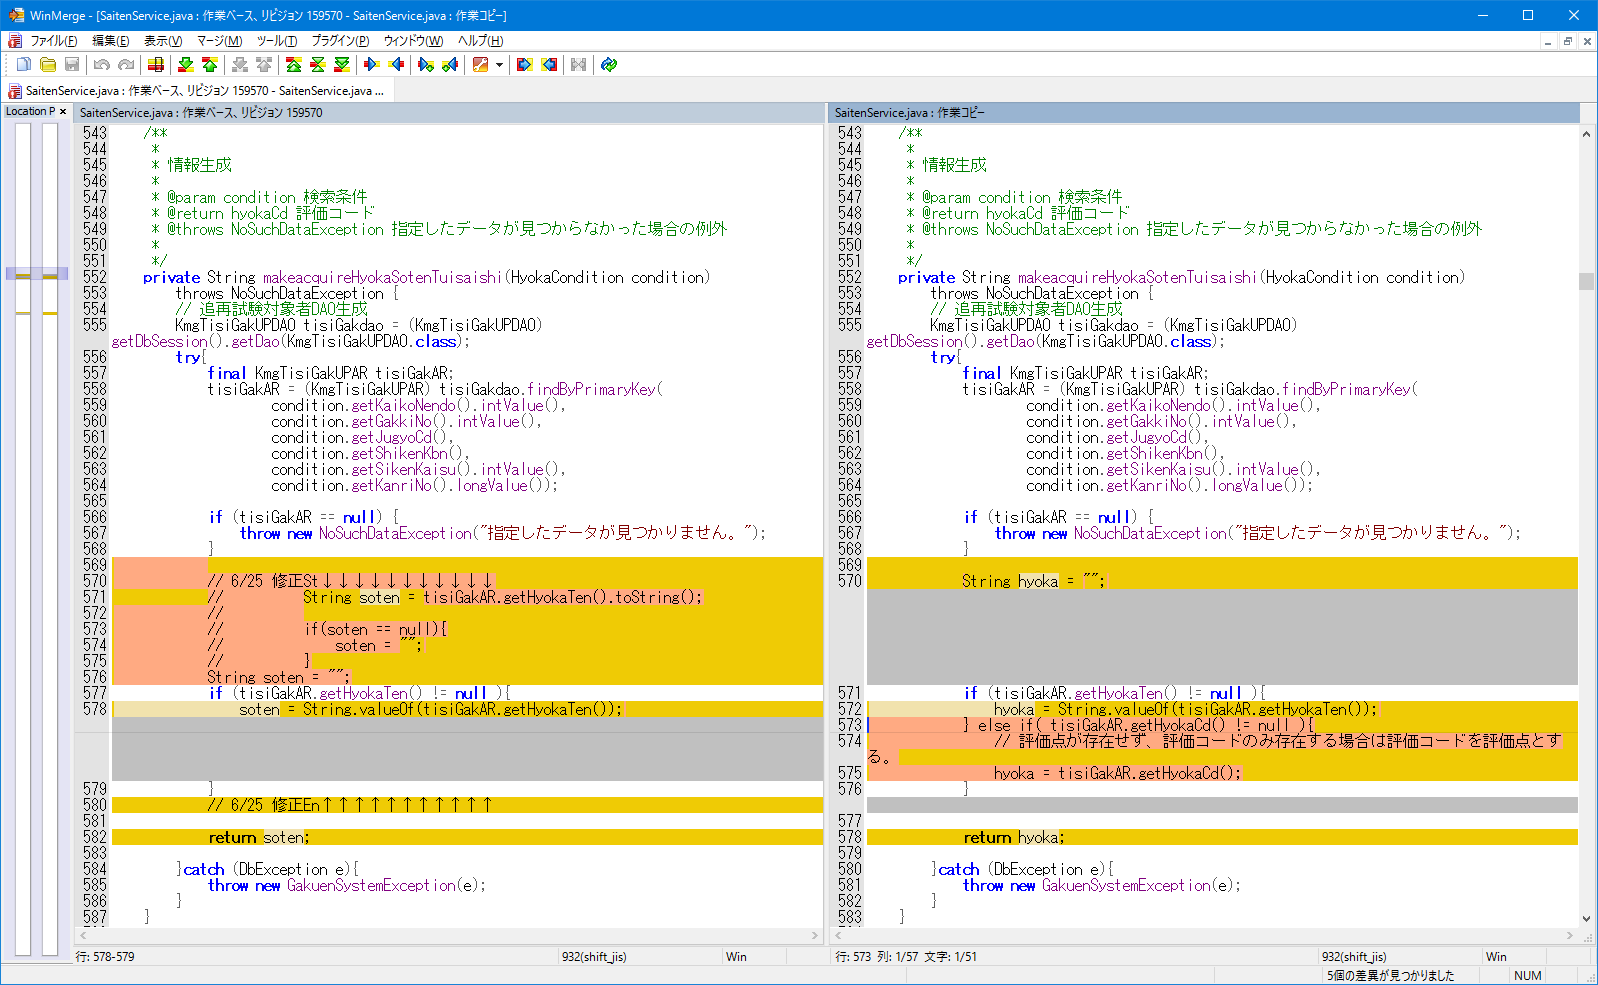 WinMerge - [SaitenService.java : 作業ベース、リビジョン 159570 - SaitenService.java : 作業コピー]
ファイル(F) 編集(E) 表示(V) マージ(M) ツール(T) プラグイン(P) ウィンドウ(W) ヘルプ(H)
SaitenService.java : 作業ベース、リビジョン 159570 - SaitenService.java ...
Location P ×
SaitenService.java : 作業ベース、リビジョン 159570
543 /**
544 *
545 * 情報生成
546 *
547 * @param condition 検索条件
548 * @return hyokaCd 評価コード
549 * @throws NoSuchDataException 指定したデータが見つからなかった場合の例外
550 *
551 */
552 private String makeacquireHyokaSotenTuisaishi(HyokaCondition condition)
553 throws NoSuchDataException {
554 // 追再試験対象者DAO生成
555 KmgTisiGakUPDAO tisiGakdao = (KmgTisiGakUPDAO)
getDbSession().getDao(KmgTisiGakUPDAO.class);
556 try{
557 final KmgTisiGakUPAR tisiGakAR;
558 tisiGakAR = (KmgTisiGakUPAR) tisiGakdao.findByPrimaryKey(
559 condition.getKaikoNendo().intValue(),
560 condition.getGakkiNo().intValue(),
561 condition.getJugyoCd(),
562 condition.getShikenKbn(),
563 condition.getSikenKaisu().intValue(),
564 condition.getKanriNo().longValue());
565
566 if (tisiGakAR == null) {
567 throw new NoSuchDataException("指定したデータが見つかりません。");
568 }
569
570 // 6/25 修正St↓↓↓↓↓↓↓↓↓↓↓
571 // String soten = tisiGakAR.getHyokaTen().toString();
572 //
573 // if(soten == null){
574 // soten = "";
575 // }
576 String soten = "";
577 if (tisiGakAR.getHyokaTen() != null ){
578 soten = String.valueOf(tisiGakAR.getHyokaTen());
579 }
580 // 6/25 修正En↑↑↑↑↑↑↑↑↑↑↑
581
582 return soten;
583
584 }catch (DbException e){
585 throw new GakuenSystemException(e);
586 }
587 }
行: 578-579 932(shift_jis) Win
SaitenService.java : 作業コピー
543 /**
544 *
545 * 情報生成
546 *
547 * @param condition 検索条件
548 * @return hyokaCd 評価コード
549 * @throws NoSuchDataException 指定したデータが見つからなかった場合の例外
550 *
551 */
552 private String makeacquireHyokaSotenTuisaishi(HyokaCondition condition)
553 throws NoSuchDataException {
554 // 追再試験対象者DAO生成
555 KmgTisiGakUPDAO tisiGakdao = (KmgTisiGakUPDAO)
getDbSession().getDao(KmgTisiGakUPDAO.class);
556 try{
557 final KmgTisiGakUPAR tisiGakAR;
558 tisiGakAR = (KmgTisiGakUPAR) tisiGakdao.findByPrimaryKey(
559 condition.getKaikoNendo().intValue(),
560 condition.getGakkiNo().intValue(),
561 condition.getJugyoCd(),
562 condition.getShikenKbn(),
563 condition.getSikenKaisu().intValue(),
564 condition.getKanriNo().longValue());
565
566 if (tisiGakAR == null) {
567 throw new NoSuchDataException("指定したデータが見つかりません。");
568 }
569
570 String hyoka = "";
571 if (tisiGakAR.getHyokaTen() != null ){
572 hyoka = String.valueOf(tisiGakAR.getHyokaTen());
573 } else if( tisiGakAR.getHyokaCd() != null ){
574 // 評価点が存在せず、評価コードのみ存在する場合は評価コードを評価点とす
る。
575 hyoka = tisiGakAR.getHyokaCd();
576 }
577
578 return hyoka;
579
580 }catch (DbException e){
581 throw new GakuenSystemException(e);
582 }
583 }
行: 573 列: 1/57 文字: 1/51 932(shift_jis) Win
5個の差異が見つかりました NUM